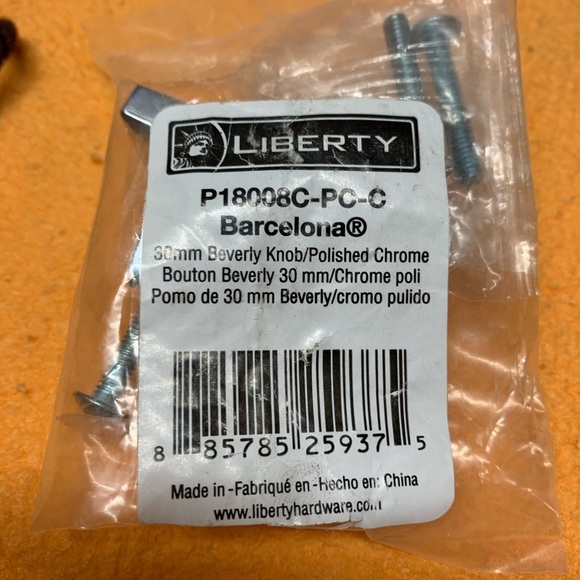 LIBERTY
P18008C-PC-C
Barcelona®
30mm Beverly Knob/Polished Chrome
Bouton Beverly 30 mm/Chrome poli
Pomo de 30 mm Beverly/cromo pulido
8 85785 25937 5
Made in -Fabriqué en -Hecho en: China
www.libertyhardware.com